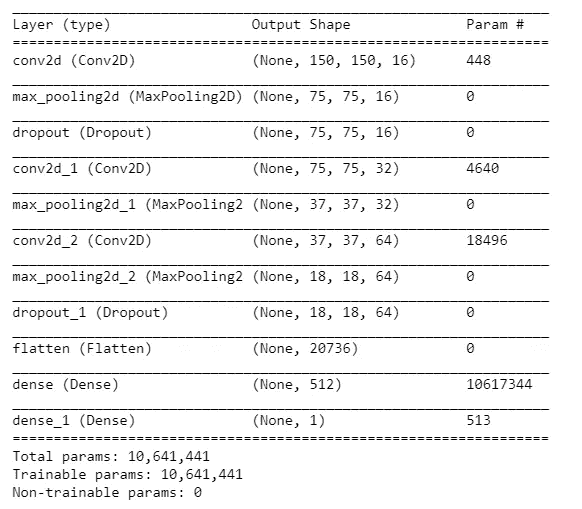 Layer (type) Output Shape Param #
conv2d (Conv2D) (None, 150, 150, 16) 448
max_pooling2d (MaxPooling2D) (None, 75, 75, 16) 0
dropout (Dropout) (None, 75, 75, 16) 0
conv2d_1 (Conv2D) (None, 75, 75, 32) 4640
max_pooling2d_1 (MaxPooling2 (None, 37, 37, 32) 0
conv2d_2 (Conv2D) (None, 37, 37, 64) 18496
max_pooling2d_2 (MaxPooling2 (None, 18, 18, 64) 0
dropout_1 (Dropout) (None, 18, 18, 64) 0
flatten (Flatten) (None, 20736) 0
dense (Dense) (None, 512) 10617344
dense_1 (Dense) (None, 1) 513
Total params: 10,641,441
Trainable params: 10,641,441
Non-trainable params: 0